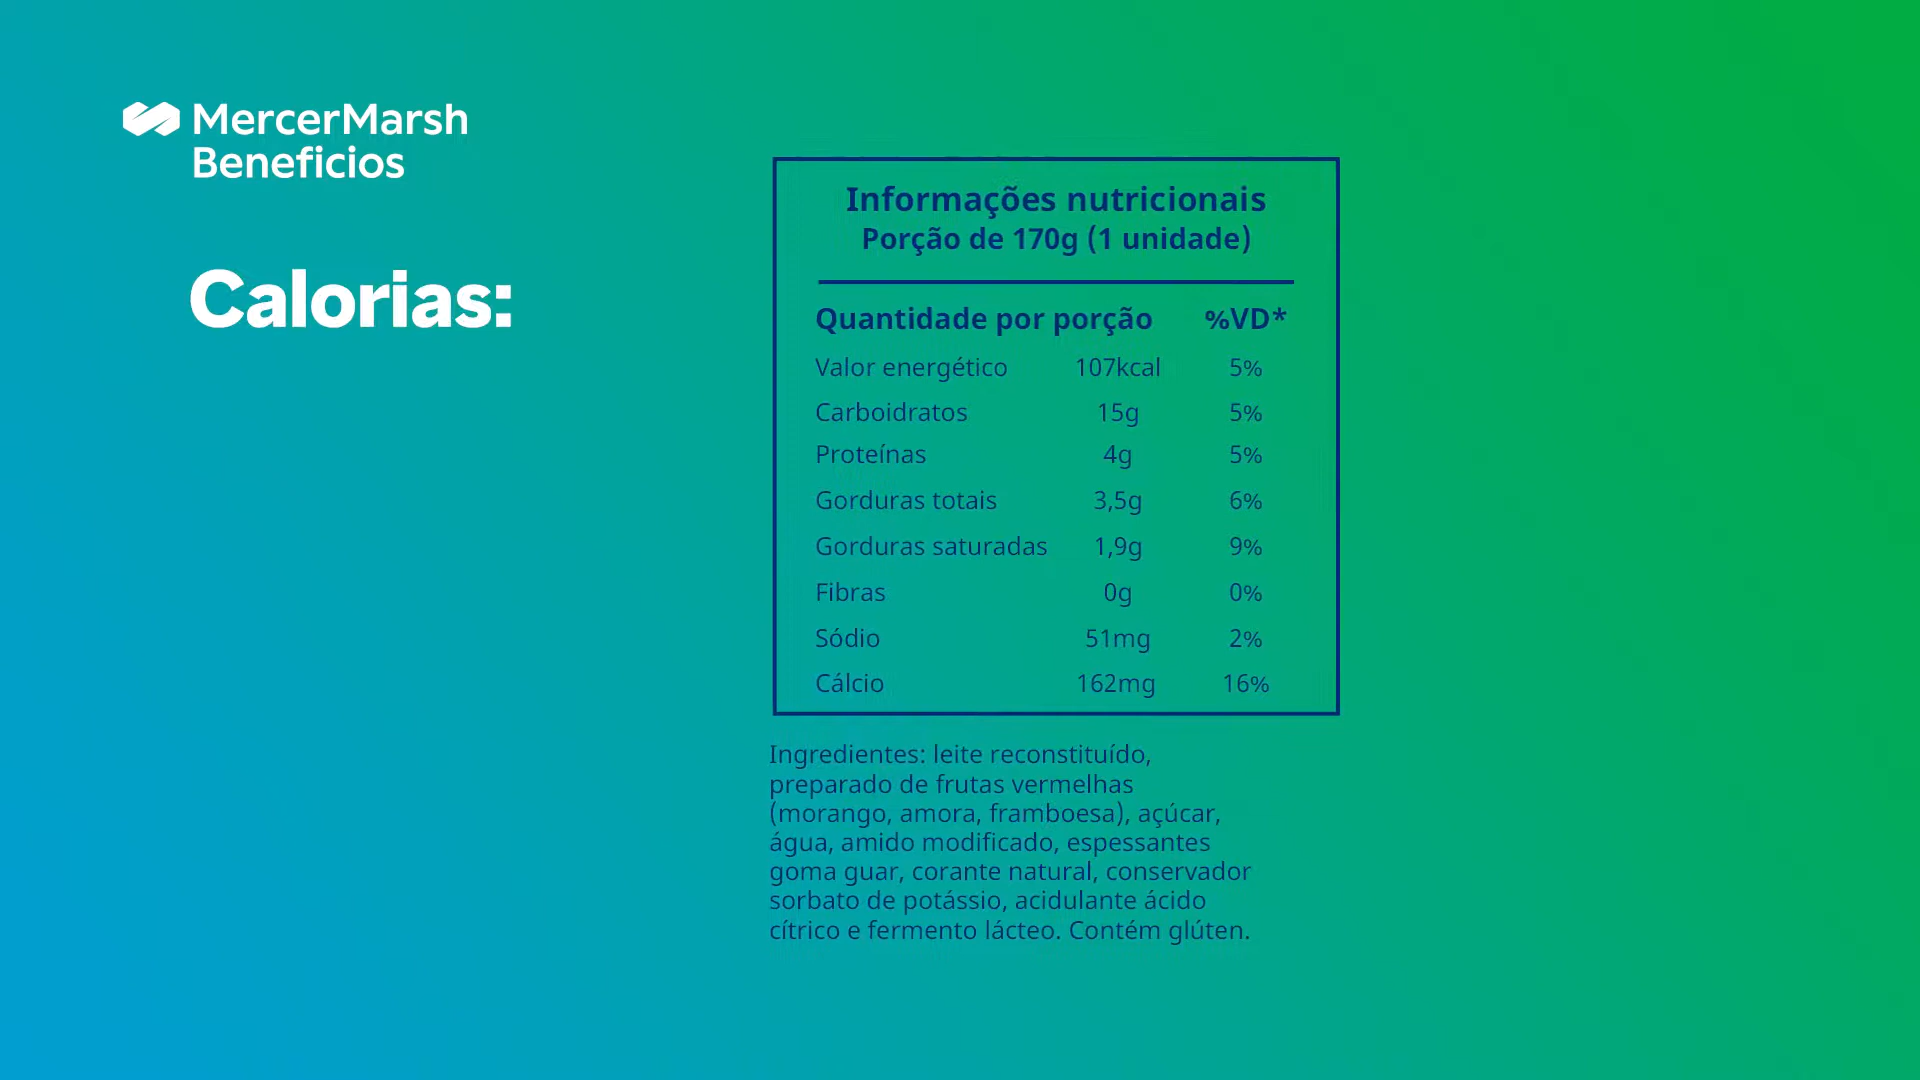 MercerMarsh
Beneficios
Calorias:
Informações nutricionais
Porção de 170g (1 unidade)
Quantidade por porção %VD*
Valor energético 107kcal 5%
Carboidratos 15g 5%
Proteínas 4g 5%
Gorduras totais 3,5g 6%
Gorduras saturadas 1,9g 9%
Fibras 0g 0%
Sódio 51mg 2%
Cálcio 162mg 16%
Ingredientes: leite reconstituído,
preparado de frutas vermelhas
(morango, amora, framboesa), açúcar,
água, amido modificado, espessantes
goma guar, corante natural, conservador
sorbato de potássio, acidulante ácido
cítrico e fermento lácteo. Contém glúten.